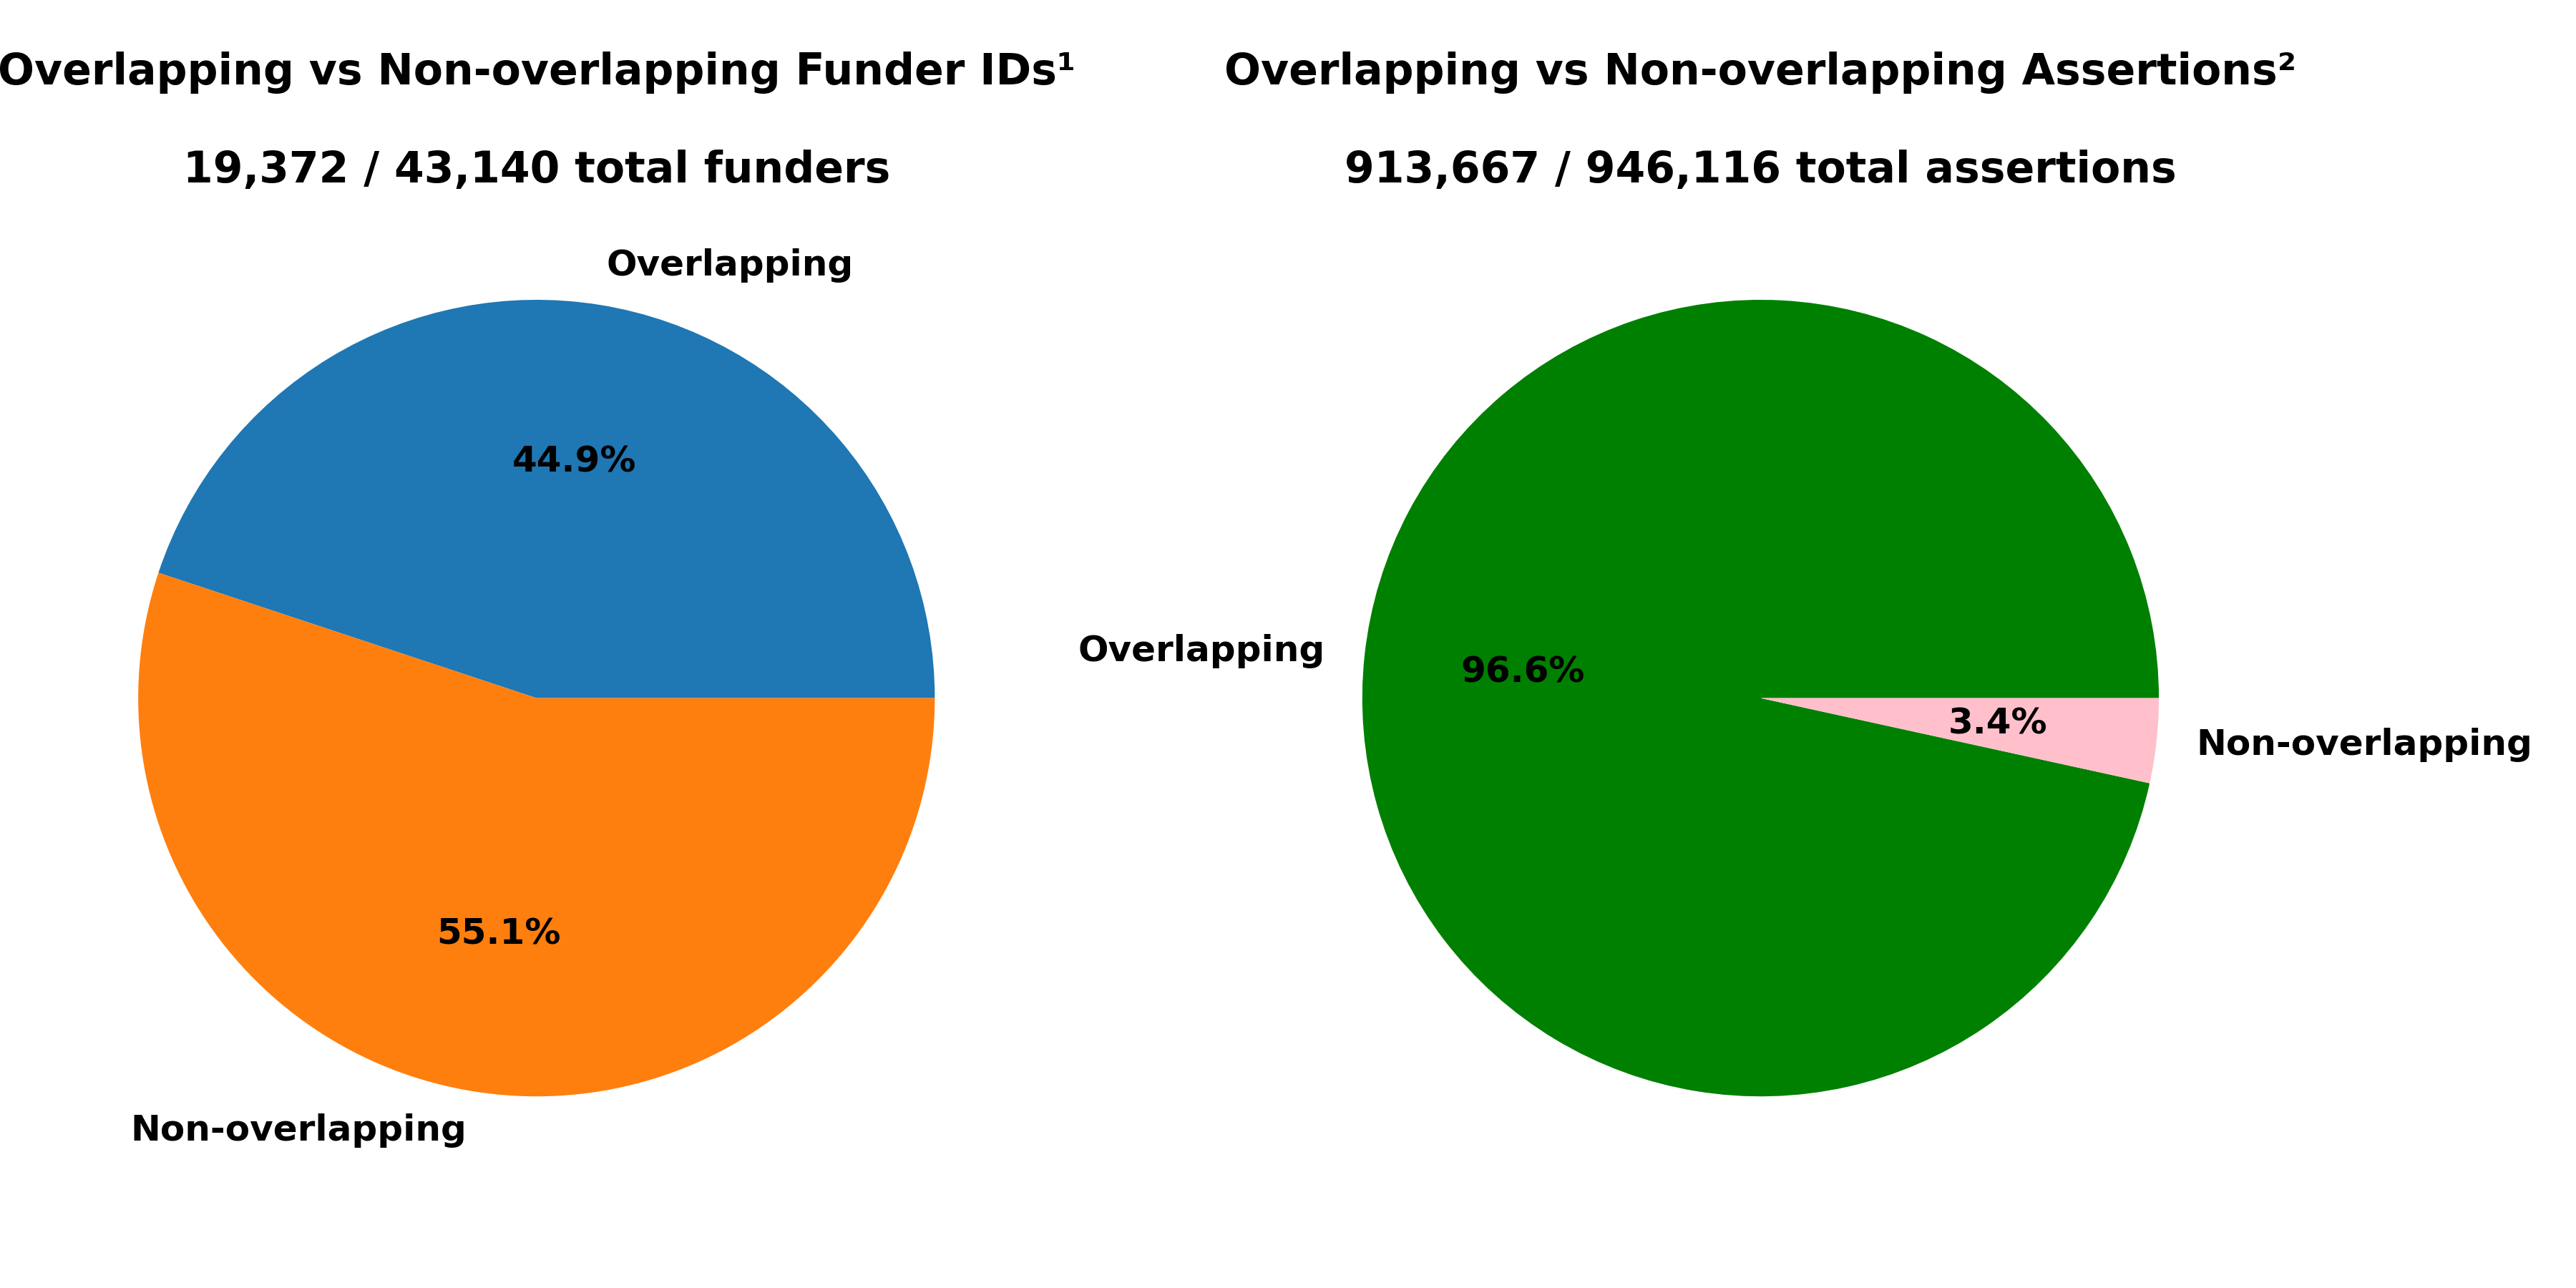 Overlapping vs Non-overlapping Funder IDs¹
19,372 / 43,140 total funders
Overlapping
44.9%
55.1%
Non-overlapping
Overlapping vs Non-overlapping Assertions²
913,667 / 946,116 total assertions
Overlapping
96.6%
3.4%
Non-overlapping